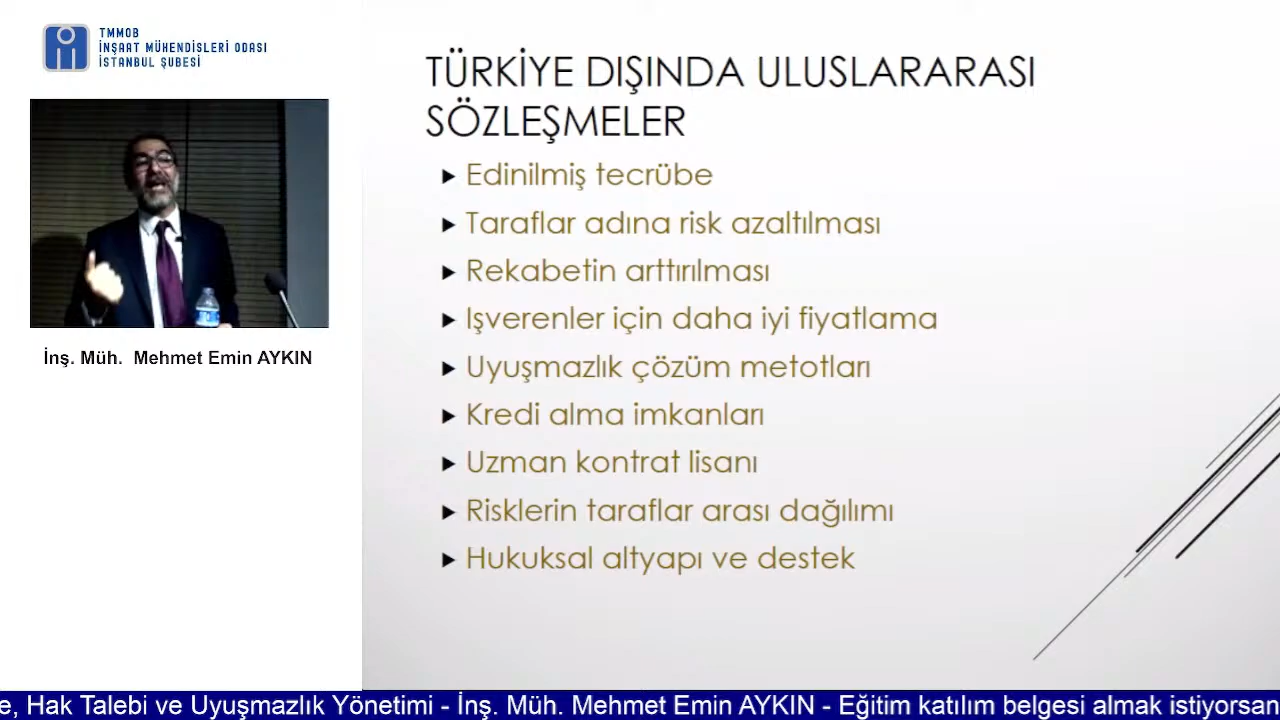 TMMOB
İNŞAAT MÜHENDİSLERİ ODASI
İSTANBUL ŞUBESİ
İnş. Müh. Mehmet Emin AYKIN
TÜRKİYE DIŞINDA ULUSLARARASI
SÖZLEŞMELER
Edinilmiş tecrübe
Taraflar adına risk azaltılması
Rekabetin arttırılması
Işverenler için daha iyi fiyatlama
Uyuşmazlık çözüm metotları
Kredi alma imkanları
Uzman kontrat lisanı
Risklerin taraflar arası dağılımı
Hukuksal altyapı ve destek
e, Hak Talebi ve Uyuşmazlık Yönetimi - İnş. Müh. Mehmet Emin AYKIN - Eğitim katılım belgesi almak istiyorsan